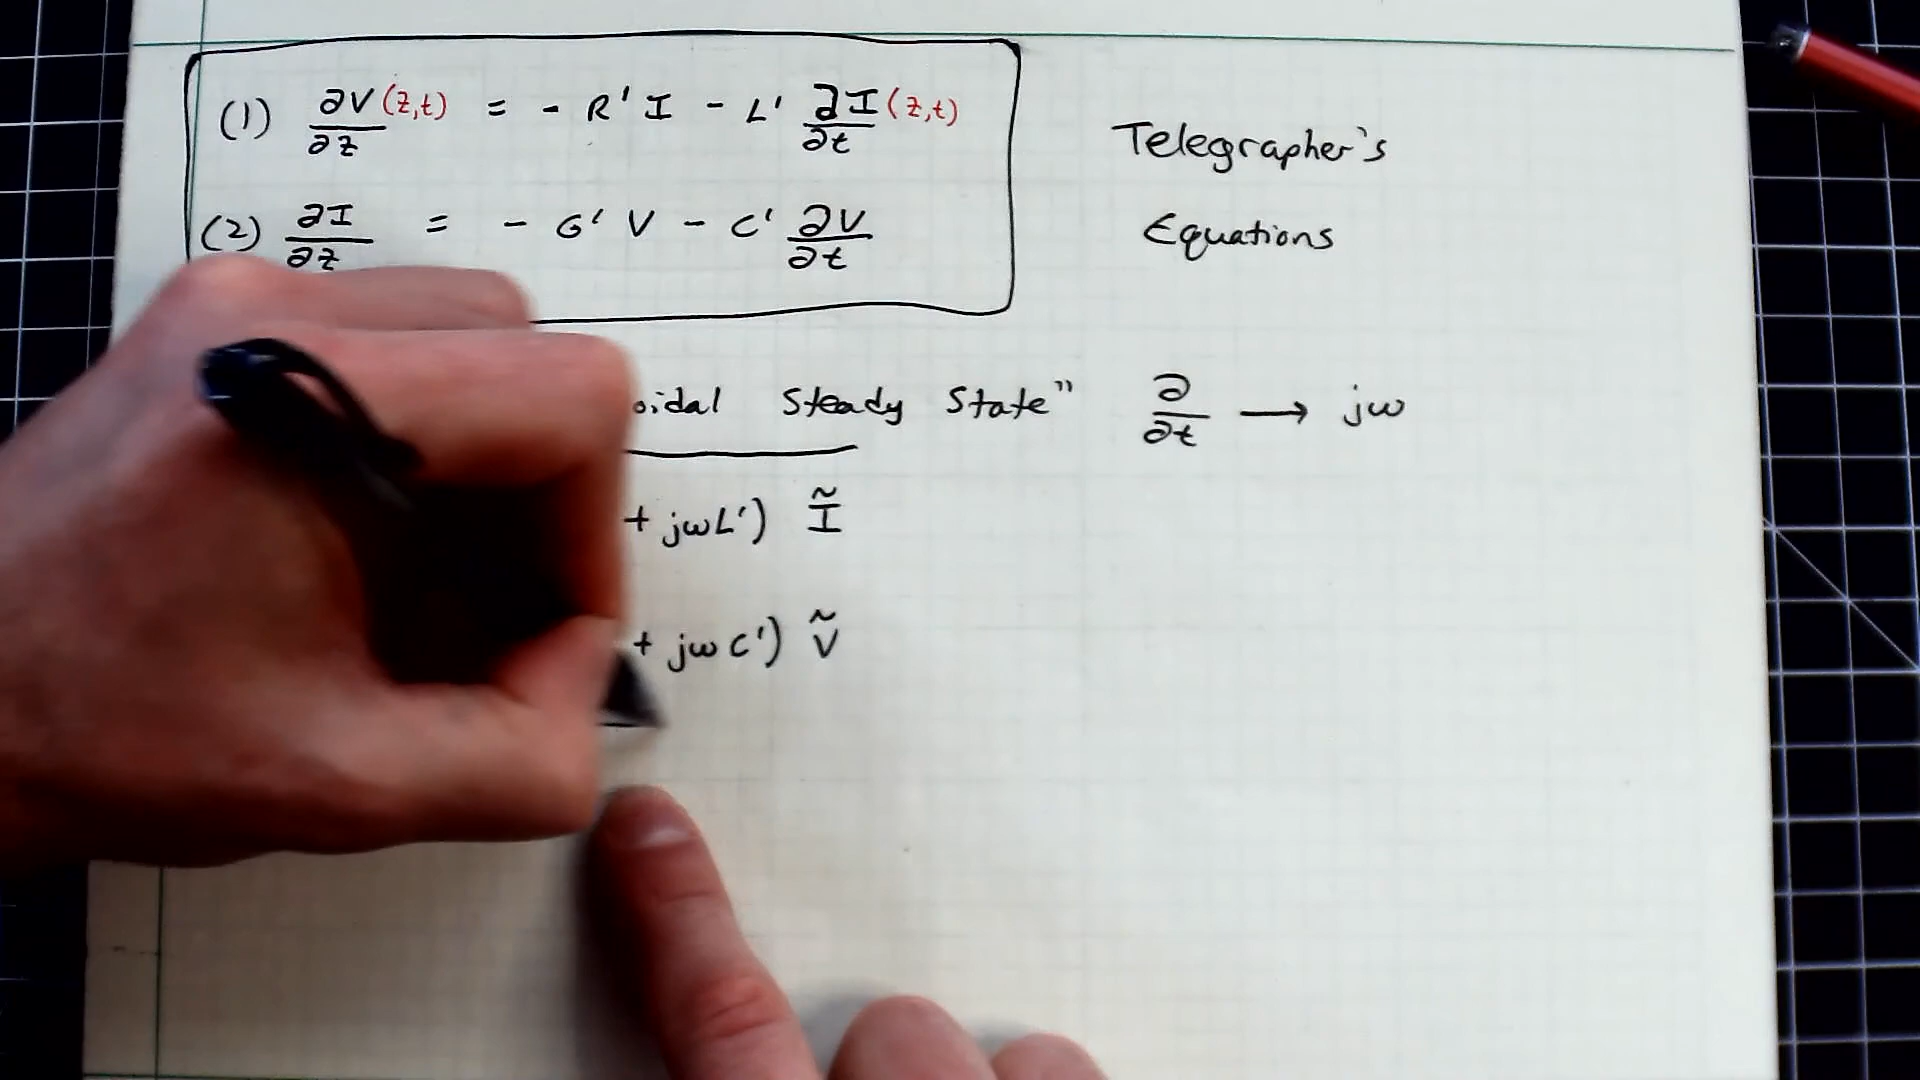 (1) ∂V(z,t)/∂z = - R' I - L' ∂I(z,t)/∂t
Telegrapher's
(2) ∂I/∂z = - G' V - C' ∂V/∂t
Equations
oidal Steady State" ∂/∂t → jω
+ jωL') Ĩ
+ jωC') Ṽ